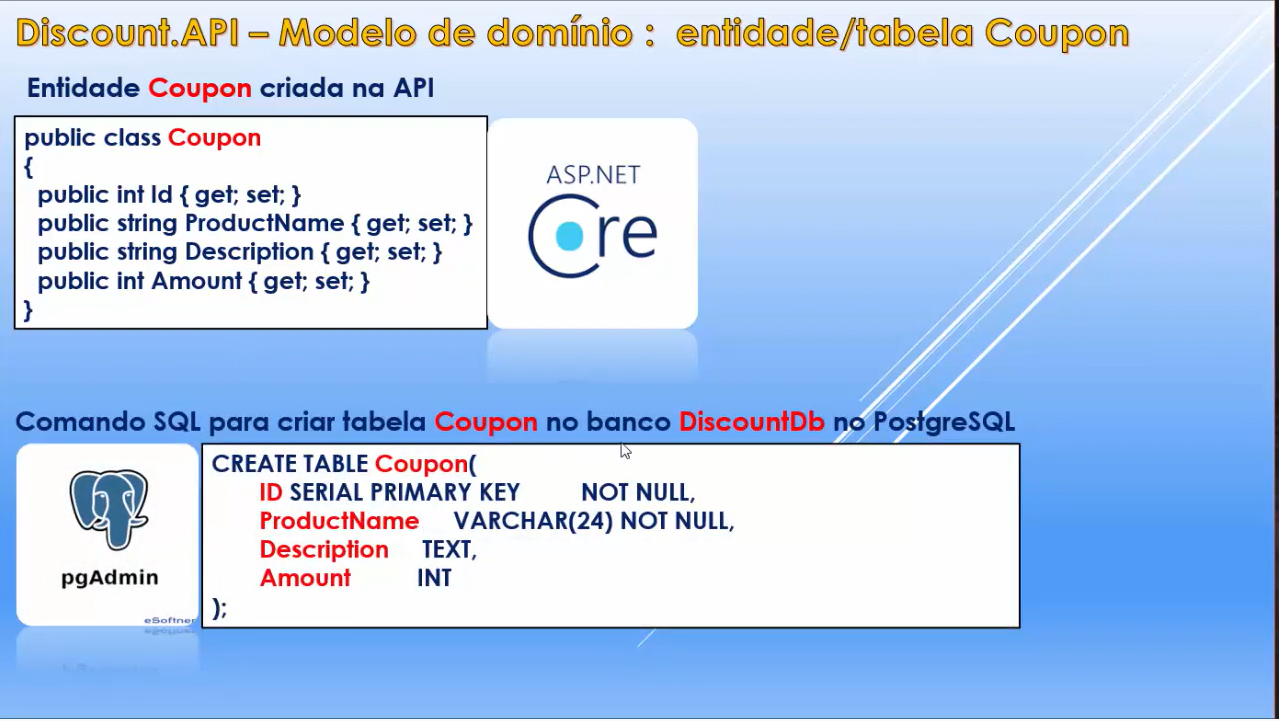 Discount.API – Modelo de domínio : entidade/tabela Coupon
Entidade Coupon criada na API
public class Coupon
{
public int Id { get; set; }
public string ProductName { get; set; }
public string Description { get; set; }
public int Amount { get; set; }
}
ASP.NET
Core
Comando SQL para criar tabela Coupon no banco DiscountDb no PostgreSQL
pgAdmin
eSoftner
CREATE TABLE Coupon(
ID SERIAL PRIMARY KEY NOT NULL,
ProductName VARCHAR(24) NOT NULL,
Description TEXT,
Amount INT
);